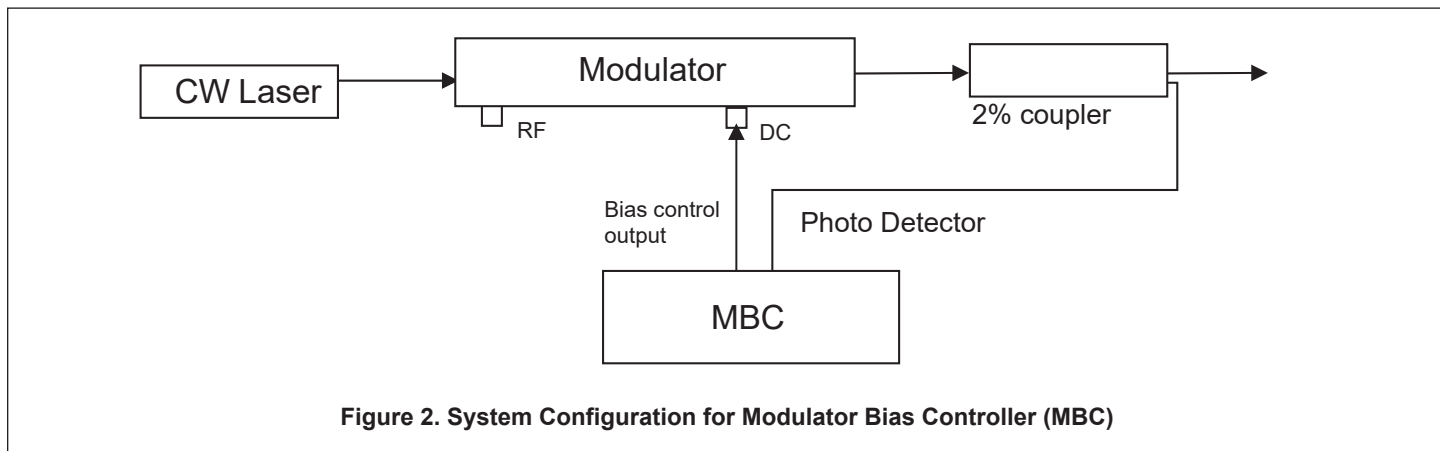 CW Laser
Modulator
RF
DC
2% coupler
Bias control
output
Photo Detector
MBC
Figure 2. System Configuration for Modulator Bias Controller (MBC)